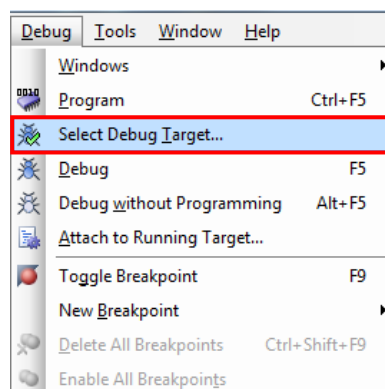 Debug Tools Window Help
Windows
0010
Program Ctrl+F5
Select Debug Target...
Debug F5
Debug without Programming Alt+F5
Attach to Running Target...
Toggle Breakpoint F9
New Breakpoint
Delete All Breakpoints Ctrl+Shift+F9
Enable All Breakpoints